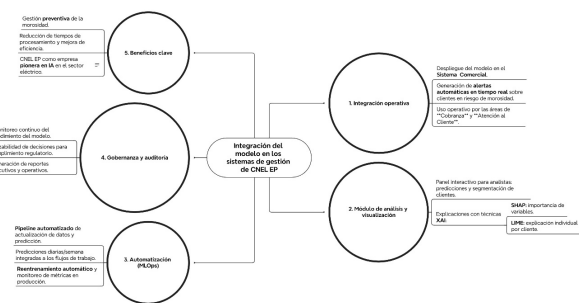 Integración del
modelo en los
sistemas de gestión
de CNEL EP
1. Integración operativa
Despliegue del modelo en el
Sistema Comercial.
Generación de alertas
automáticas en tiempo real sobre
clientes en riesgo de morosidad.
Uso operativo por las áreas de
**Cobranza** y **Atención al
Cliente**.
2. Módulo de análisis y
visualización
Panel interactivo para analistas:
predicciones y segmentación de
clientes.
Explicaciones con técnicas
XAI:
SHAP: importancia de
variables.
LIME: explicación individual
por cliente.
3. Automatización
(MLOps)
Pipeline automatizado de
actualización de datos y
predicción.
Predicciones diarias/semana
integradas a los flujos de trabajo.
Reentrenamiento automático y
monitoreo de métricas en
producción.
4. Gobernanza y auditoría
nitoreo continuo del
dimiento del modelo.
abilidad de decisiones para
plimiento regulatorio.
aración de reportes
cutivos y operativos.
5. Beneficios clave
Gestión preventiva de la
morosidad.
Reducción de tiempos de
procesamiento y mejora de
eficiencia.
CNEL EP como empresa
pionera en IA en el sector
eléctrico.